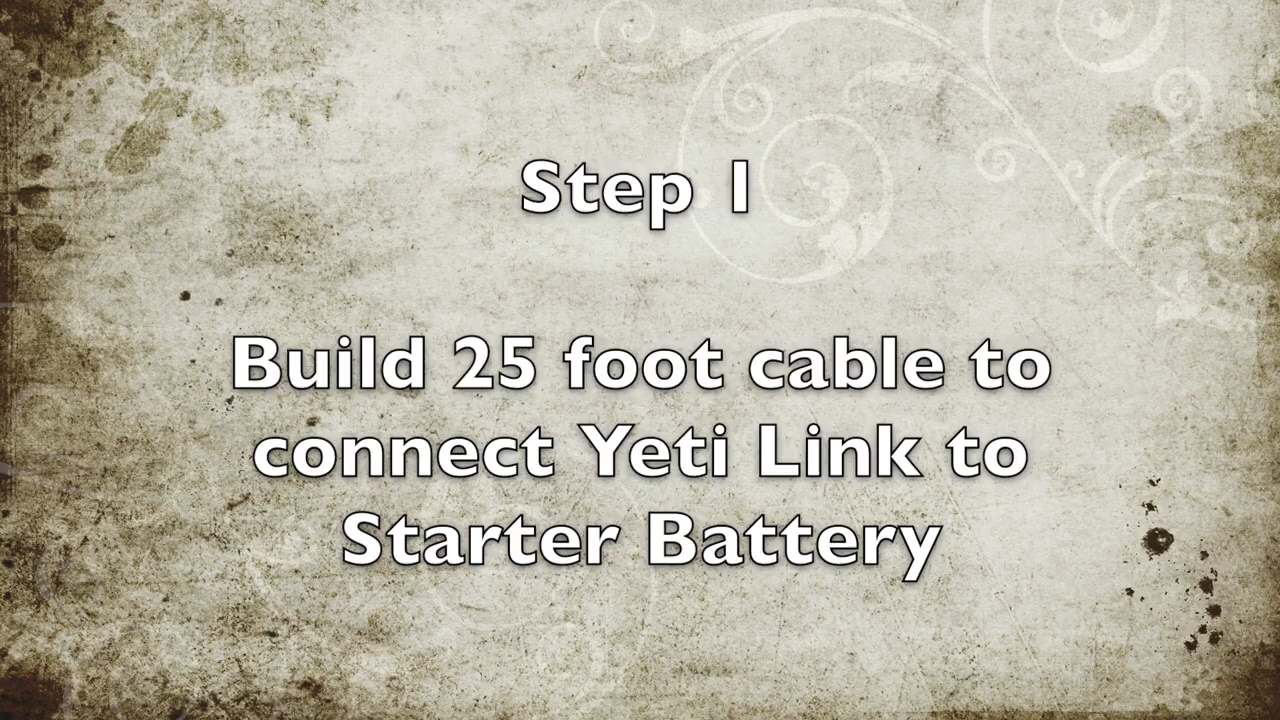 Step 1
Build 25 foot cable to
connect Yeti Link to
Starter Battery